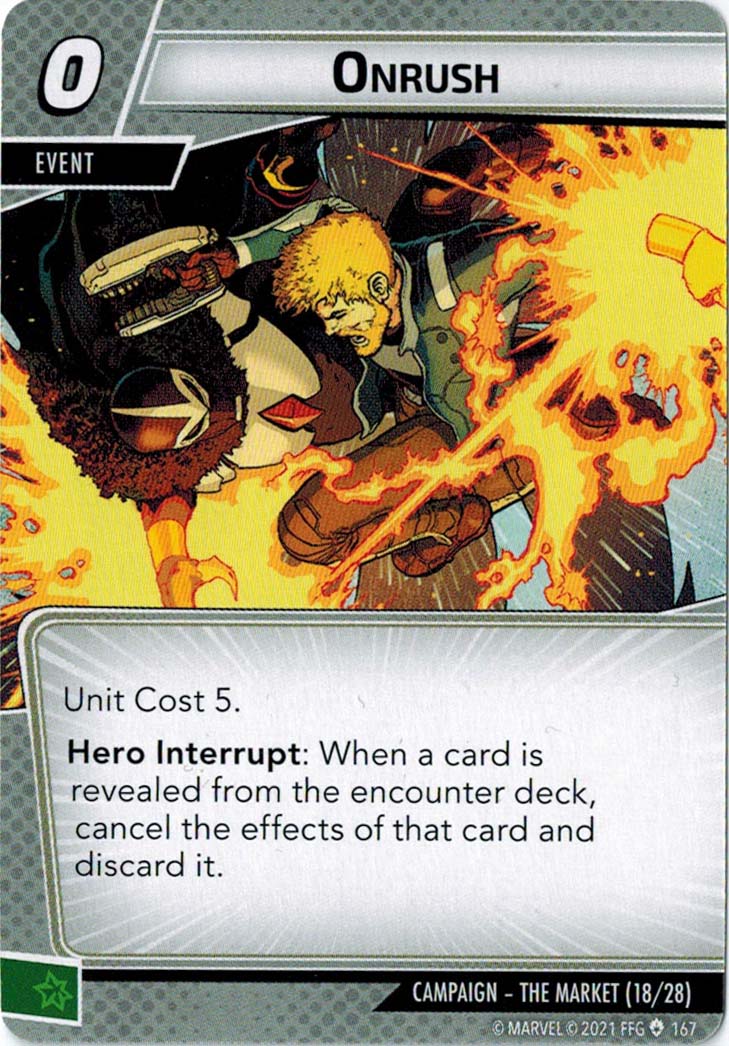 0
ONRUSH
EVENT
Unit Cost 5.
Hero Interrupt: When a card is
revealed from the encounter deck,
cancel the effects of that card and
discard it.
CAMPAIGN – THE MARKET (18/28)
© MARVEL © 2021 FFG 167